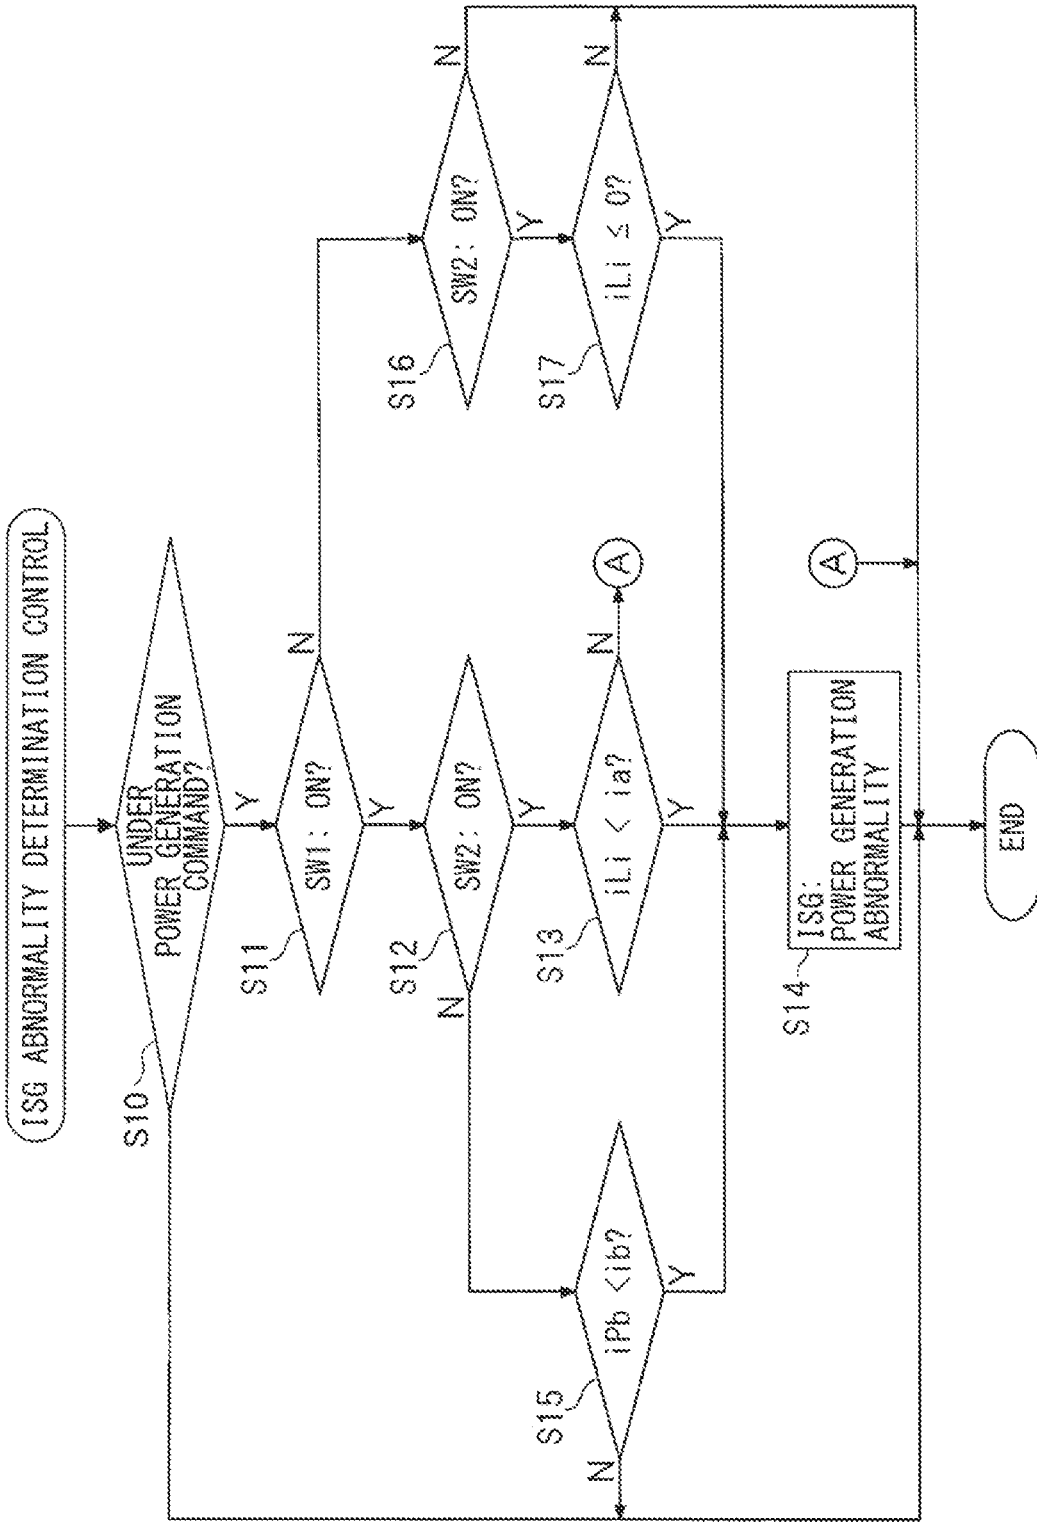 ISG ABNORMALITY DETERMINATION CONTROL
S10
UNDER
POWER GENERATION
COMMAND?
Y
S11
SW1: ON?
N
Y
S12
SW2: ON?
N
Y
S16
SW2: ON?
N
Y
S15
iPb <ib?
N
Y
S13
iLi < ia?
N
A
Y
S17
iLi ≤ 0?
N
Y
S14
ISG:
POWER GENERATION
ABNORMALITY
A
END